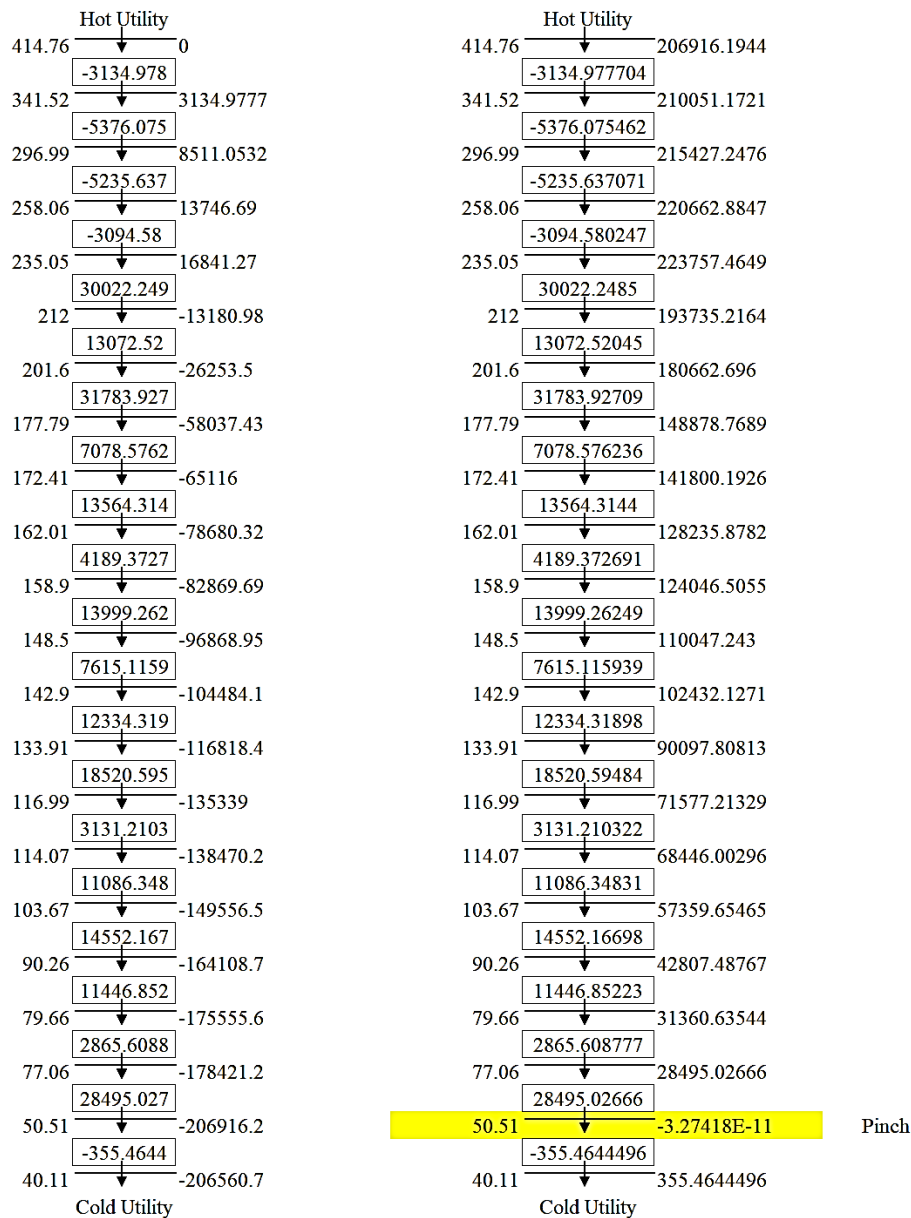 Hot Utility Hot Utility
414.76 0 414.76 206916.1944
-3134.978 -3134.977704
341.52 3134.9777 341.52 210051.1721
-5376.075 -5376.075462
296.99 8511.0532 296.99 215427.2476
-5235.637 -5235.637071
258.06 13746.69 258.06 220662.8847
-3094.58 -3094.580247
235.05 16841.27 235.05 223757.4649
30022.249 30022.2485
212 -13180.98 212 193735.2164
13072.52 13072.52045
201.6 -26253.5 201.6 180662.696
31783.927 31783.92709
177.79 -58037.43 177.79 148878.7689
7078.5762 7078.576236
172.41 -65116 172.41 141800.1926
13564.314 13564.3144
162.01 -78680.32 162.01 128235.8782
4189.3727 4189.372691
158.9 -82869.69 158.9 124046.5055
13999.262 13999.26249
148.5 -96868.95 148.5 110047.243
7615.1159 7615.115939
142.9 -104484.1 142.9 102432.1271
12334.319 12334.31898
133.91 -116818.4 133.91 90097.80813
18520.595 18520.59484
116.99 -135339 116.99 71577.21329
3131.2103 3131.210322
114.07 -138470.2 114.07 68446.00296
11086.348 11086.34831
103.67 -149556.5 103.67 57359.65465
14552.167 14552.16698
90.26 -164108.7 90.26 42807.48767
11446.852 11446.85223
79.66 -175555.6 79.66 31360.63544
2865.6088 2865.608777
77.06 -178421.2 77.06 28495.02666
28495.027 28495.02666
50.51 -206916.2 50.51 -3.27418E-11 Pinch
-355.4644 -355.4644496
40.11 -206560.7 40.11 355.4644496
Cold Utility Cold Utility